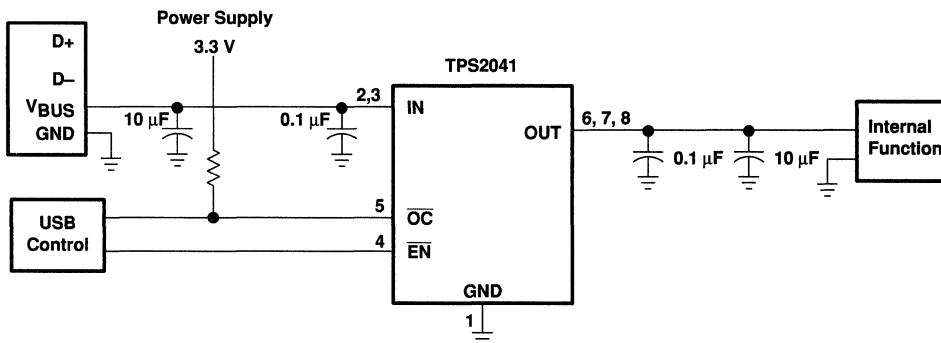 Power Supply
3.3 V
D+
D–
VBUS
GND
10 µF
0.1 µF
2,3
TPS2041
IN
OUT
6, 7, 8
0.1 µF
10 µF
Internal
Function
USB
Control
5
OC
4
EN
GND
1